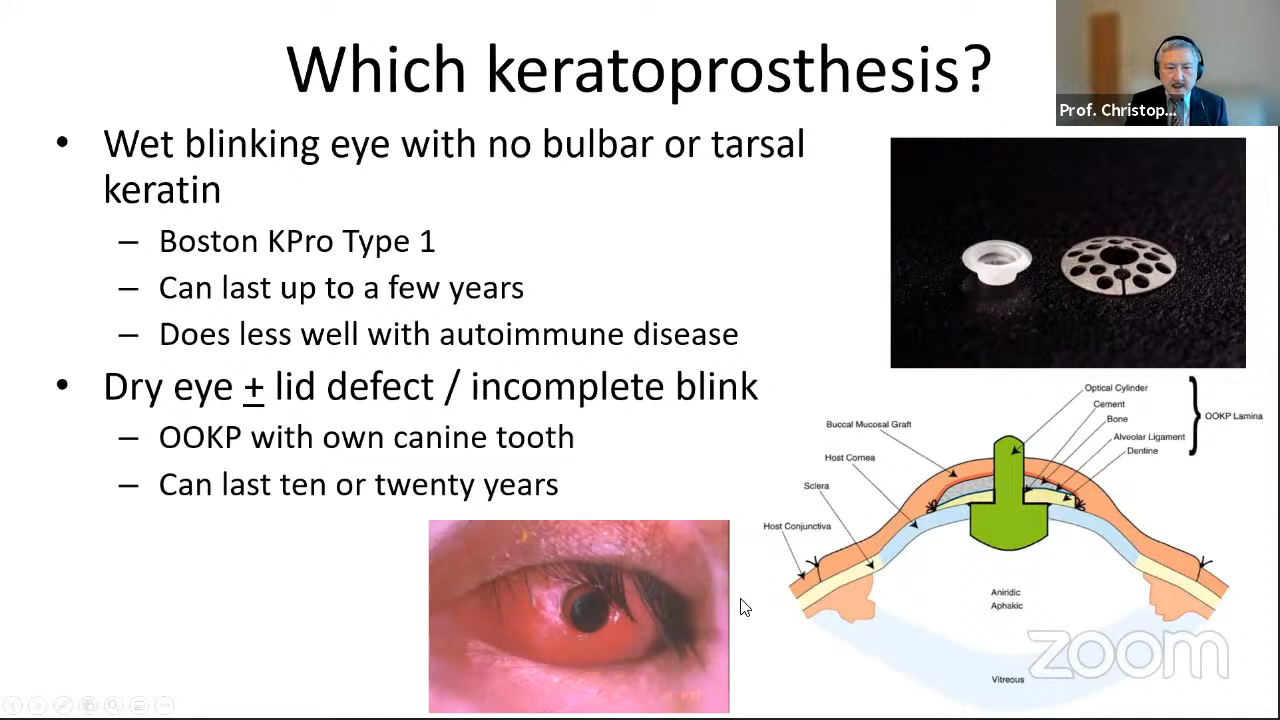 Which keratoprosthesis?
Prof. Christop...
• Wet blinking eye with no bulbar or tarsal
keratin
– Boston KPro Type 1
– Can last up to a few years
– Does less well with autoimmune disease
• Dry eye + lid defect / incomplete blink
– OOKP with own canine tooth
– Can last ten or twenty years
Optical Cylinder
Cement
Bone
Alveolar Ligament
Dentine
OOKP Lamina
Buccal Mucosal Graft
Host Cornea
Sclera
Host Conjunctiva
Aniridic
Aphakic
Vitreous
zoom